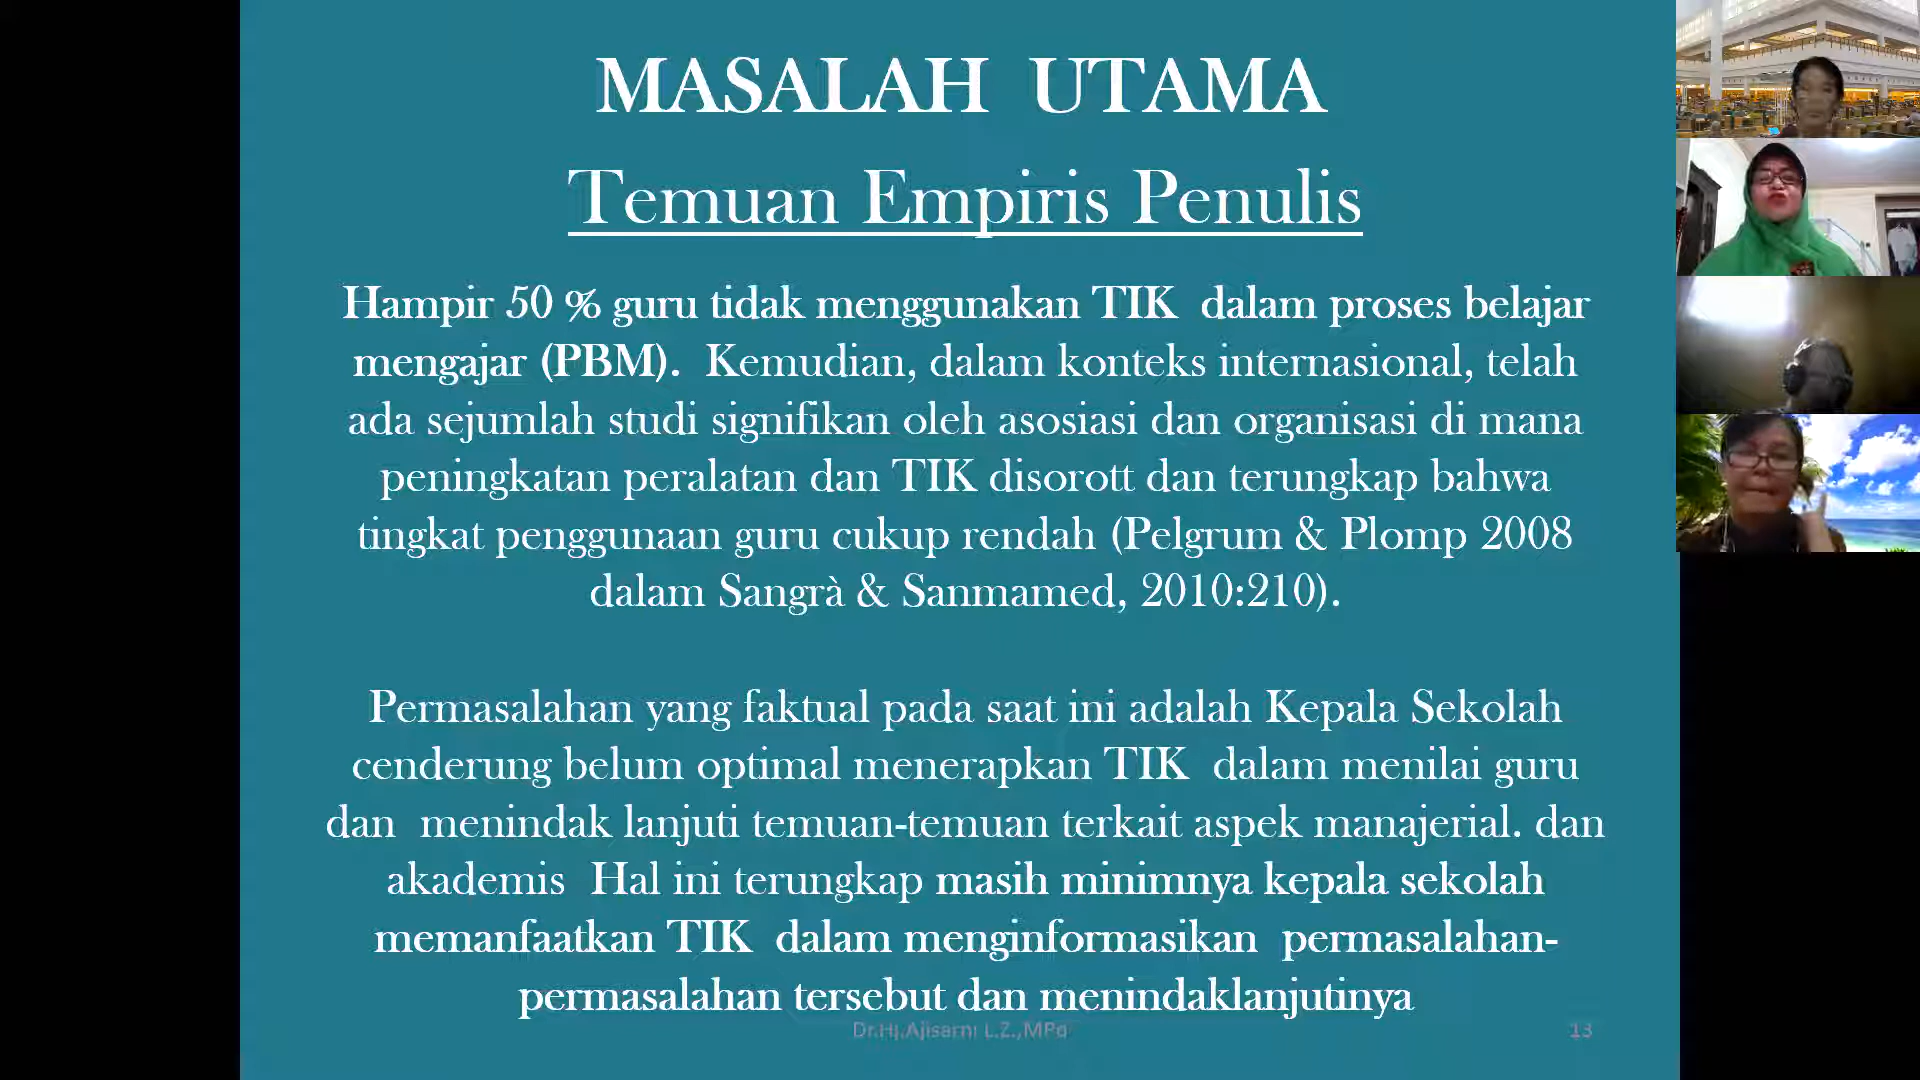 MASALAH UTAMA
Temuan Empiris Penulis
Hampir 50 % guru tidak menggunakan TIK dalam proses belajar
mengajar (PBM). Kemudian, dalam konteks internasional, telah
ada sejumlah studi signifikan oleh asosiasi dan organisasi di mana
peningkatan peralatan dan TIK disorott dan terungkap bahwa
tingkat penggunaan guru cukup rendah (Pelgrum & Plomp 2008
dalam Sangrà & Sanmamed, 2010:210).
Permasalahan yang faktual pada saat ini adalah Kepala Sekolah
cenderung belum optimal menerapkan TIK dalam menilai guru
dan menindak lanjuti temuan-temuan terkait aspek manajerial. dan
akademis Hal ini terungkap masih minimnya kepala sekolah
memanfaatkan TIK dalam menginformasikan permasalahan-
permasalahan tersebut dan menindaklanjutinya
Dr.Hj.Ajisarni L.Z.,MPd
13